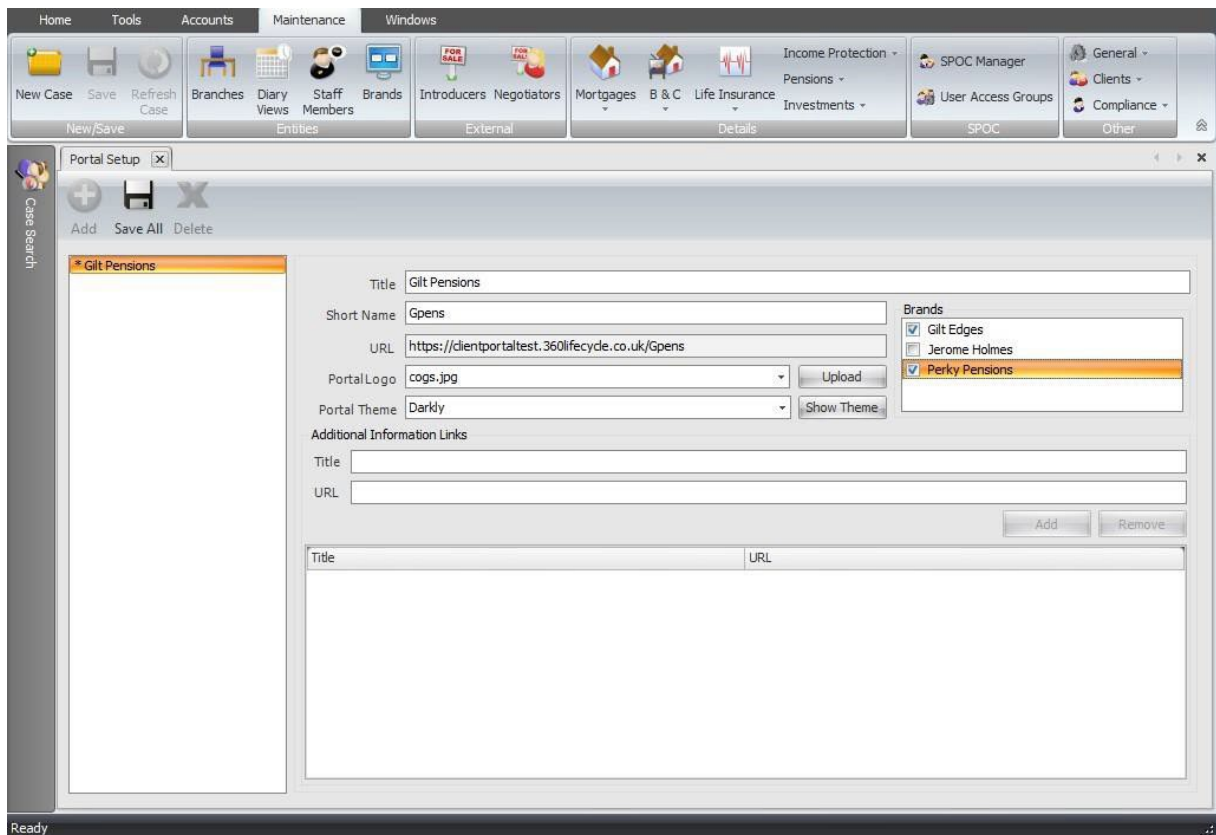 Home Tools Accounts Maintenance Windows
New Case Save Refresh Case
Branches Diary Views Staff Members Brands
FOR SALE
Introducers Negotiators
Mortgages B & C Life Insurance
Income Protection
Pensions
Investments
SPOC Manager
User Access Groups
General
Clients
Compliance
New/Save Entities External Details SPOC Other
Case Search
Portal Setup
Add Save All Delete
* Gilt Pensions
Title Gilt Pensions
Short Name Gpens
URL https://clientportaltest.360lifecycle.co.uk/Gpens
Portal Logo cogs.jpg Upload
Portal Theme Darkly Show Theme
Brands
Gilt Edges
Jerome Holmes
Perky Pensions
Additional Information Links
Title
URL
Add Remove
Title URL
Ready